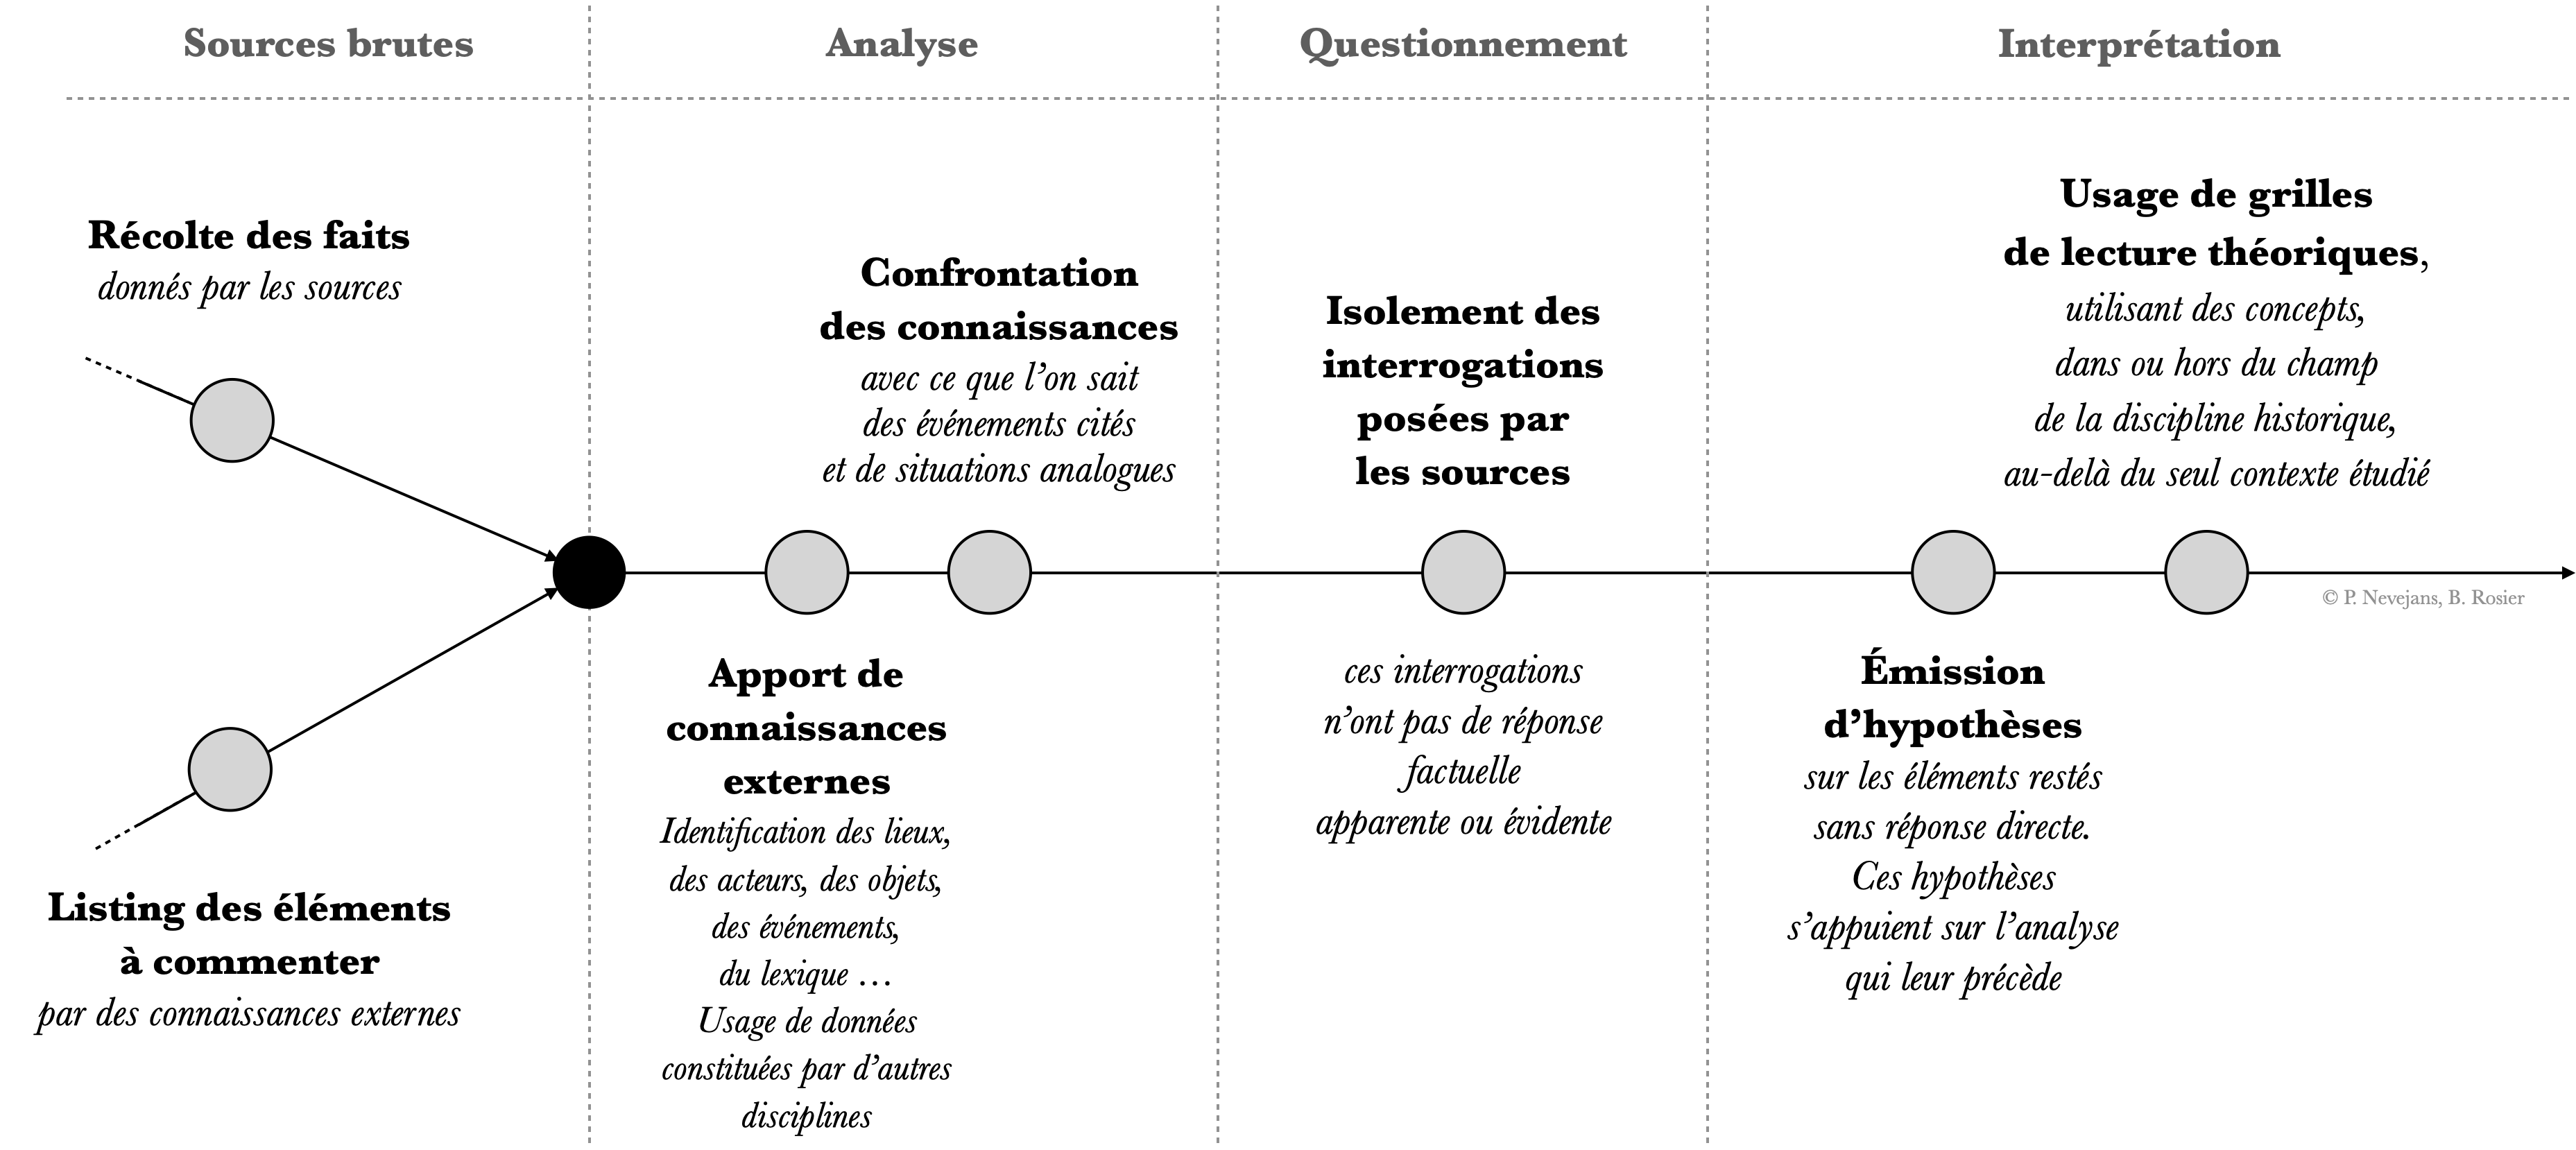 Sources brutes
Analyse
Questionnement
Interprétation
Récolte des faits
donnés par les sources
Listing des éléments
à commenter
par des connaissances externes
Confrontation
des connaissances
avec ce que l’on sait
des événements cités
et de situations analogues
Apport de
connaissances
externes
Identification des lieux,
des acteurs, des objets,
des événements,
du lexique …
Usage de données
constituées par d’autres
disciplines
Isolement des
interrogations
posées par
les sources
ces interrogations
n’ont pas de réponse
factuelle
apparente ou évidente
Usage de grilles
de lecture théoriques,
utilisant des concepts,
dans ou hors du champ
de la discipline historique,
au-delà du seul contexte étudié
© P. Nevejans, B. Rosier
Émission
d’hypothèses
sur les éléments restés
sans réponse directe.
Ces hypothèses
s’appuient sur l’analyse
qui leur précède